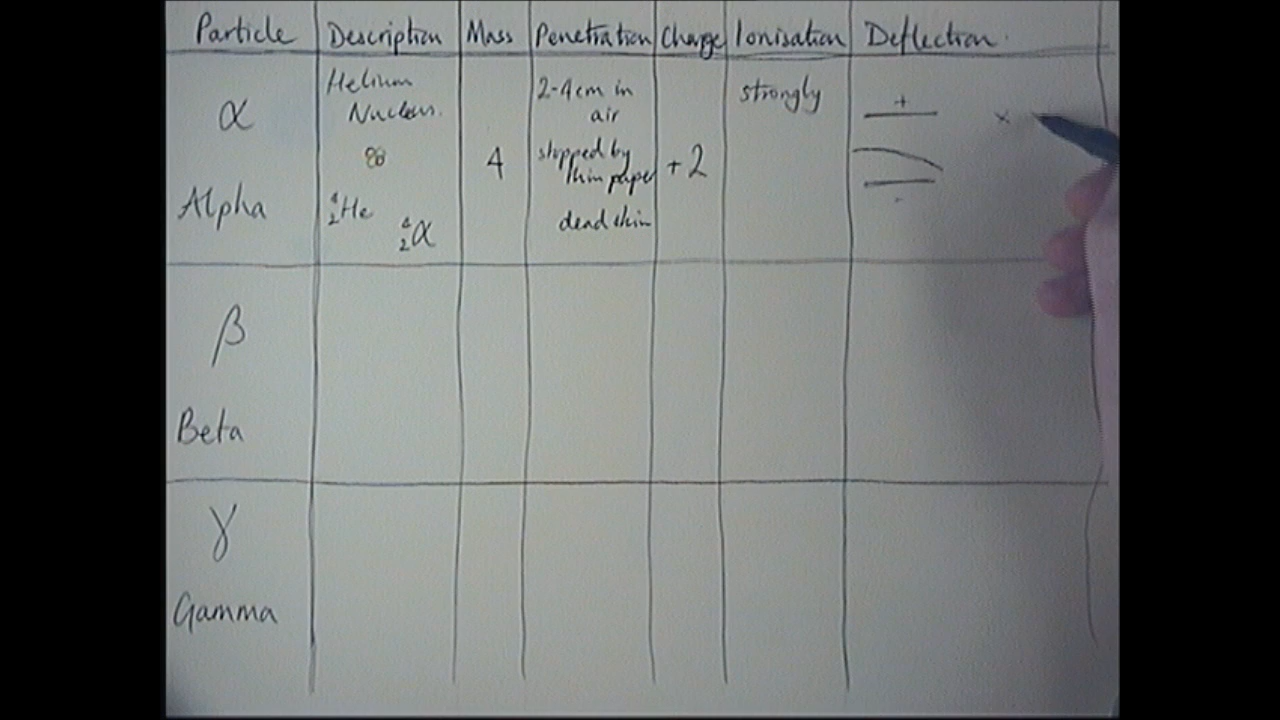 Particle Description Mass Penetration Charge Ionisation Deflection
α Helium Nucleus. 4 2-4cm in air +2 strongly +
stopped by thin paper
Alpha ⁴₂He ⁴₂α dead skin -
×
β
Beta
γ
Gamma